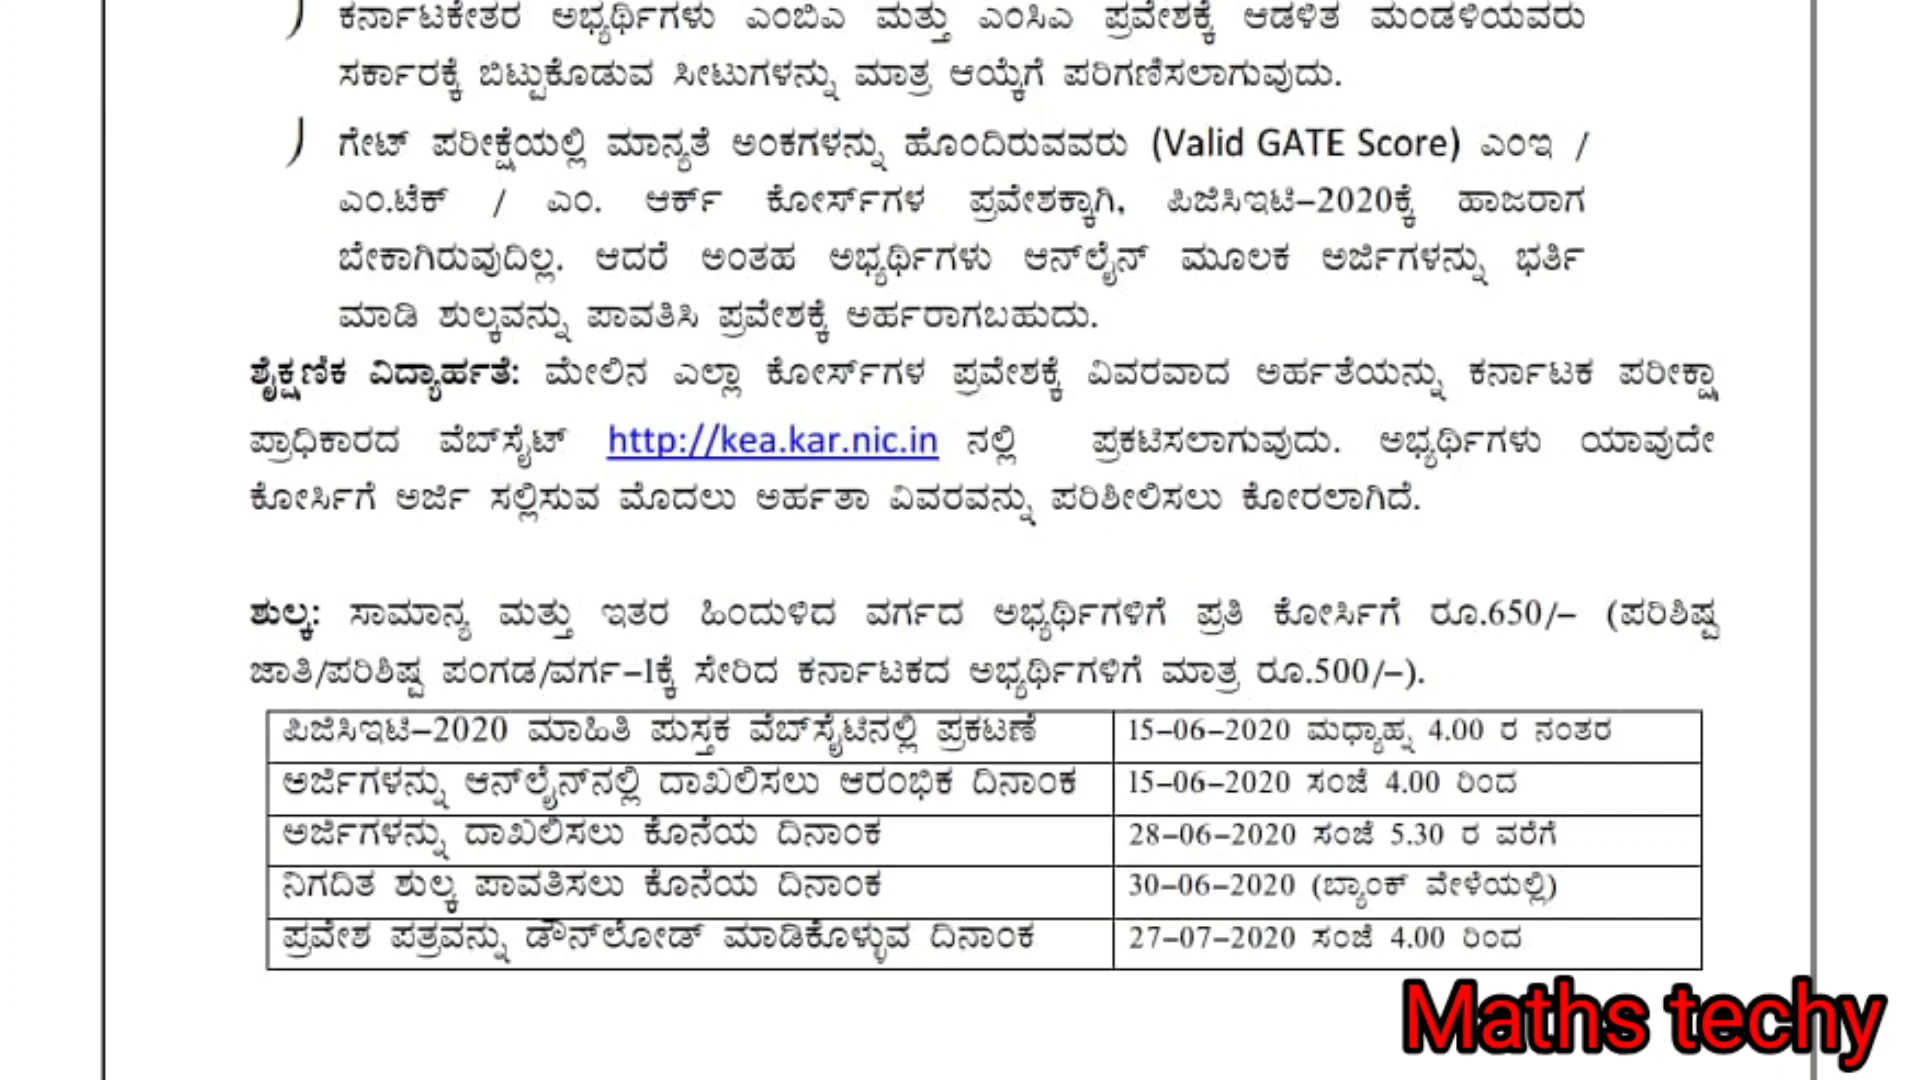 ಕರ್ನಾಟಕೇತರ ಅಭ್ಯರ್ಥಿಗಳು ಎಂಬಿಎ ಮತ್ತು ಎಂಸಿಎ ಪ್ರವೇಶಕ್ಕೆ ಆಡಳಿತ ಮಂಡಳಿಯವರು
ಸರ್ಕಾರಕ್ಕೆ ಬಿಟ್ಟುಕೊಡುವ ಸೀಟುಗಳನ್ನು ಮಾತ್ರ ಆಯ್ಕೆಗೆ ಪರಿಗಣಿಸಲಾಗುವುದು.
) ಗೇಟ್ ಪರೀಕ್ಷೆಯಲ್ಲಿ ಮಾನ್ಯತೆ ಅಂಕಗಳನ್ನು ಹೊಂದಿರುವವರು (Valid GATE Score) ಎಂಇ /
ಎಂ.ಟೆಕ್ / ಎಂ. ಆರ್ಕ್ ಕೋರ್ಸ್‌ಗಳ ಪ್ರವೇಶಕ್ಕಾಗಿ, ಪಿಜಿಸಿಇಟಿ–2020ಕ್ಕೆ ಹಾಜರಾಗ
ಬೇಕಾಗಿರುವುದಿಲ್ಲ. ಆದರೆ ಅಂತಹ ಅಭ್ಯರ್ಥಿಗಳು ಆನ್‌ಲೈನ್ ಮೂಲಕ ಅರ್ಜಿಗಳನ್ನು ಭರ್ತಿ
ಮಾಡಿ ಶುಲ್ಕವನ್ನು ಪಾವತಿಸಿ ಪ್ರವೇಶಕ್ಕೆ ಅರ್ಹರಾಗಬಹುದು.
ಶೈಕ್ಷಣಿಕ ವಿದ್ಯಾರ್ಹತೆ: ಮೇಲಿನ ಎಲ್ಲಾ ಕೋರ್ಸ್‌ಗಳ ಪ್ರವೇಶಕ್ಕೆ ವಿವರವಾದ ಅರ್ಹತೆಯನ್ನು ಕರ್ನಾಟಕ ಪರೀಕ್ಷಾ
ಪ್ರಾಧಿಕಾರದ ವೆಬ್‌ಸೈಟ್ http://kea.kar.nic.in ನಲ್ಲಿ ಪ್ರಕಟಿಸಲಾಗುವುದು. ಅಭ್ಯರ್ಥಿಗಳು ಯಾವುದೇ
ಕೋರ್ಸಿಗೆ ಅರ್ಜಿ ಸಲ್ಲಿಸುವ ಮೊದಲು ಅರ್ಹತಾ ವಿವರವನ್ನು ಪರಿಶೀಲಿಸಲು ಕೋರಲಾಗಿದೆ.
ಶುಲ್ಕ: ಸಾಮಾನ್ಯ ಮತ್ತು ಇತರ ಹಿಂದುಳಿದ ವರ್ಗದ ಅಭ್ಯರ್ಥಿಗಳಿಗೆ ಪ್ರತಿ ಕೋರ್ಸಿಗೆ ರೂ.650/– (ಪರಿಶಿಷ್ಟ
ಜಾತಿ/ಪರಿಶಿಷ್ಟ ಪಂಗಡ/ವರ್ಗ–1ಕ್ಕೆ ಸೇರಿದ ಕರ್ನಾಟಕದ ಅಭ್ಯರ್ಥಿಗಳಿಗೆ ಮಾತ್ರ ರೂ.500/–).
ಪಿಜಿಸಿಇಟಿ–2020 ಮಾಹಿತಿ ಪುಸ್ತಕ ವೆಬ್‌ಸೈಟಿನಲ್ಲಿ ಪ್ರಕಟಣೆ 15–06–2020 ಮಧ್ಯಾಹ್ನ 4.00 ರ ನಂತರ
ಅರ್ಜಿಗಳನ್ನು ಆನ್‌ಲೈನ್‌ನಲ್ಲಿ ದಾಖಲಿಸಲು ಆರಂಭಿಕ ದಿನಾಂಕ 15–06–2020 ಸಂಜೆ 4.00 ರಿಂದ
ಅರ್ಜಿಗಳನ್ನು ದಾಖಲಿಸಲು ಕೊನೆಯ ದಿನಾಂಕ 28–06–2020 ಸಂಜೆ 5.30 ರ ವರೆಗೆ
ನಿಗದಿತ ಶುಲ್ಕ ಪಾವತಿಸಲು ಕೊನೆಯ ದಿನಾಂಕ 30–06–2020 (ಬ್ಯಾಂಕ್ ವೇಳೆಯಲ್ಲಿ)
ಪ್ರವೇಶ ಪತ್ರವನ್ನು ಡೌನ್‌ಲೋಡ್ ಮಾಡಿಕೊಳ್ಳುವ ದಿನಾಂಕ 27–07–2020 ಸಂಜೆ 4.00 ರಿಂದ
Maths techy